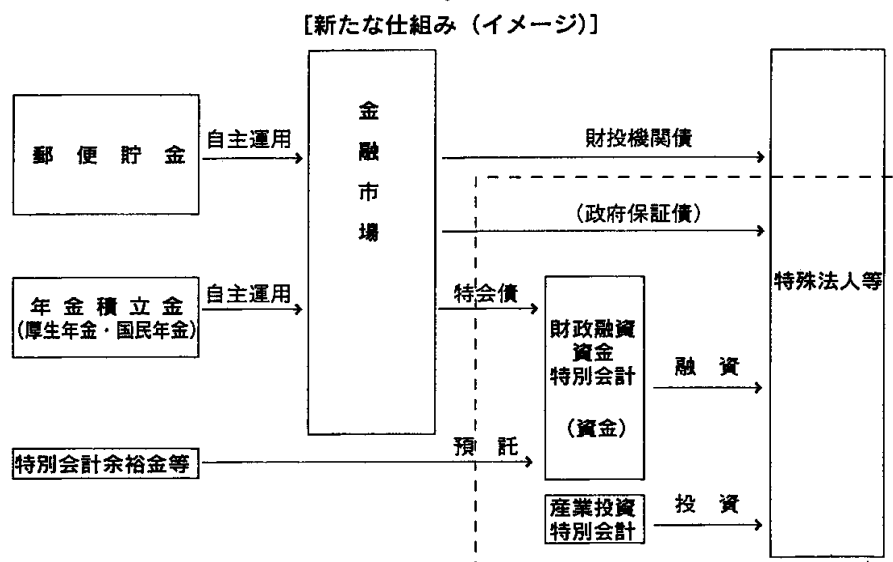 [新たな仕組み（イメージ）]
郵便貯金
自主運用
金融市場
財投機関債
（政府保証債）
特殊法人等
年金積立金
（厚生年金・国民年金）
自主運用
特会債
財政融資
資金
特別会計
（資金）
融資
特別会計余裕金等
預託
産業投資
特別会計
投資